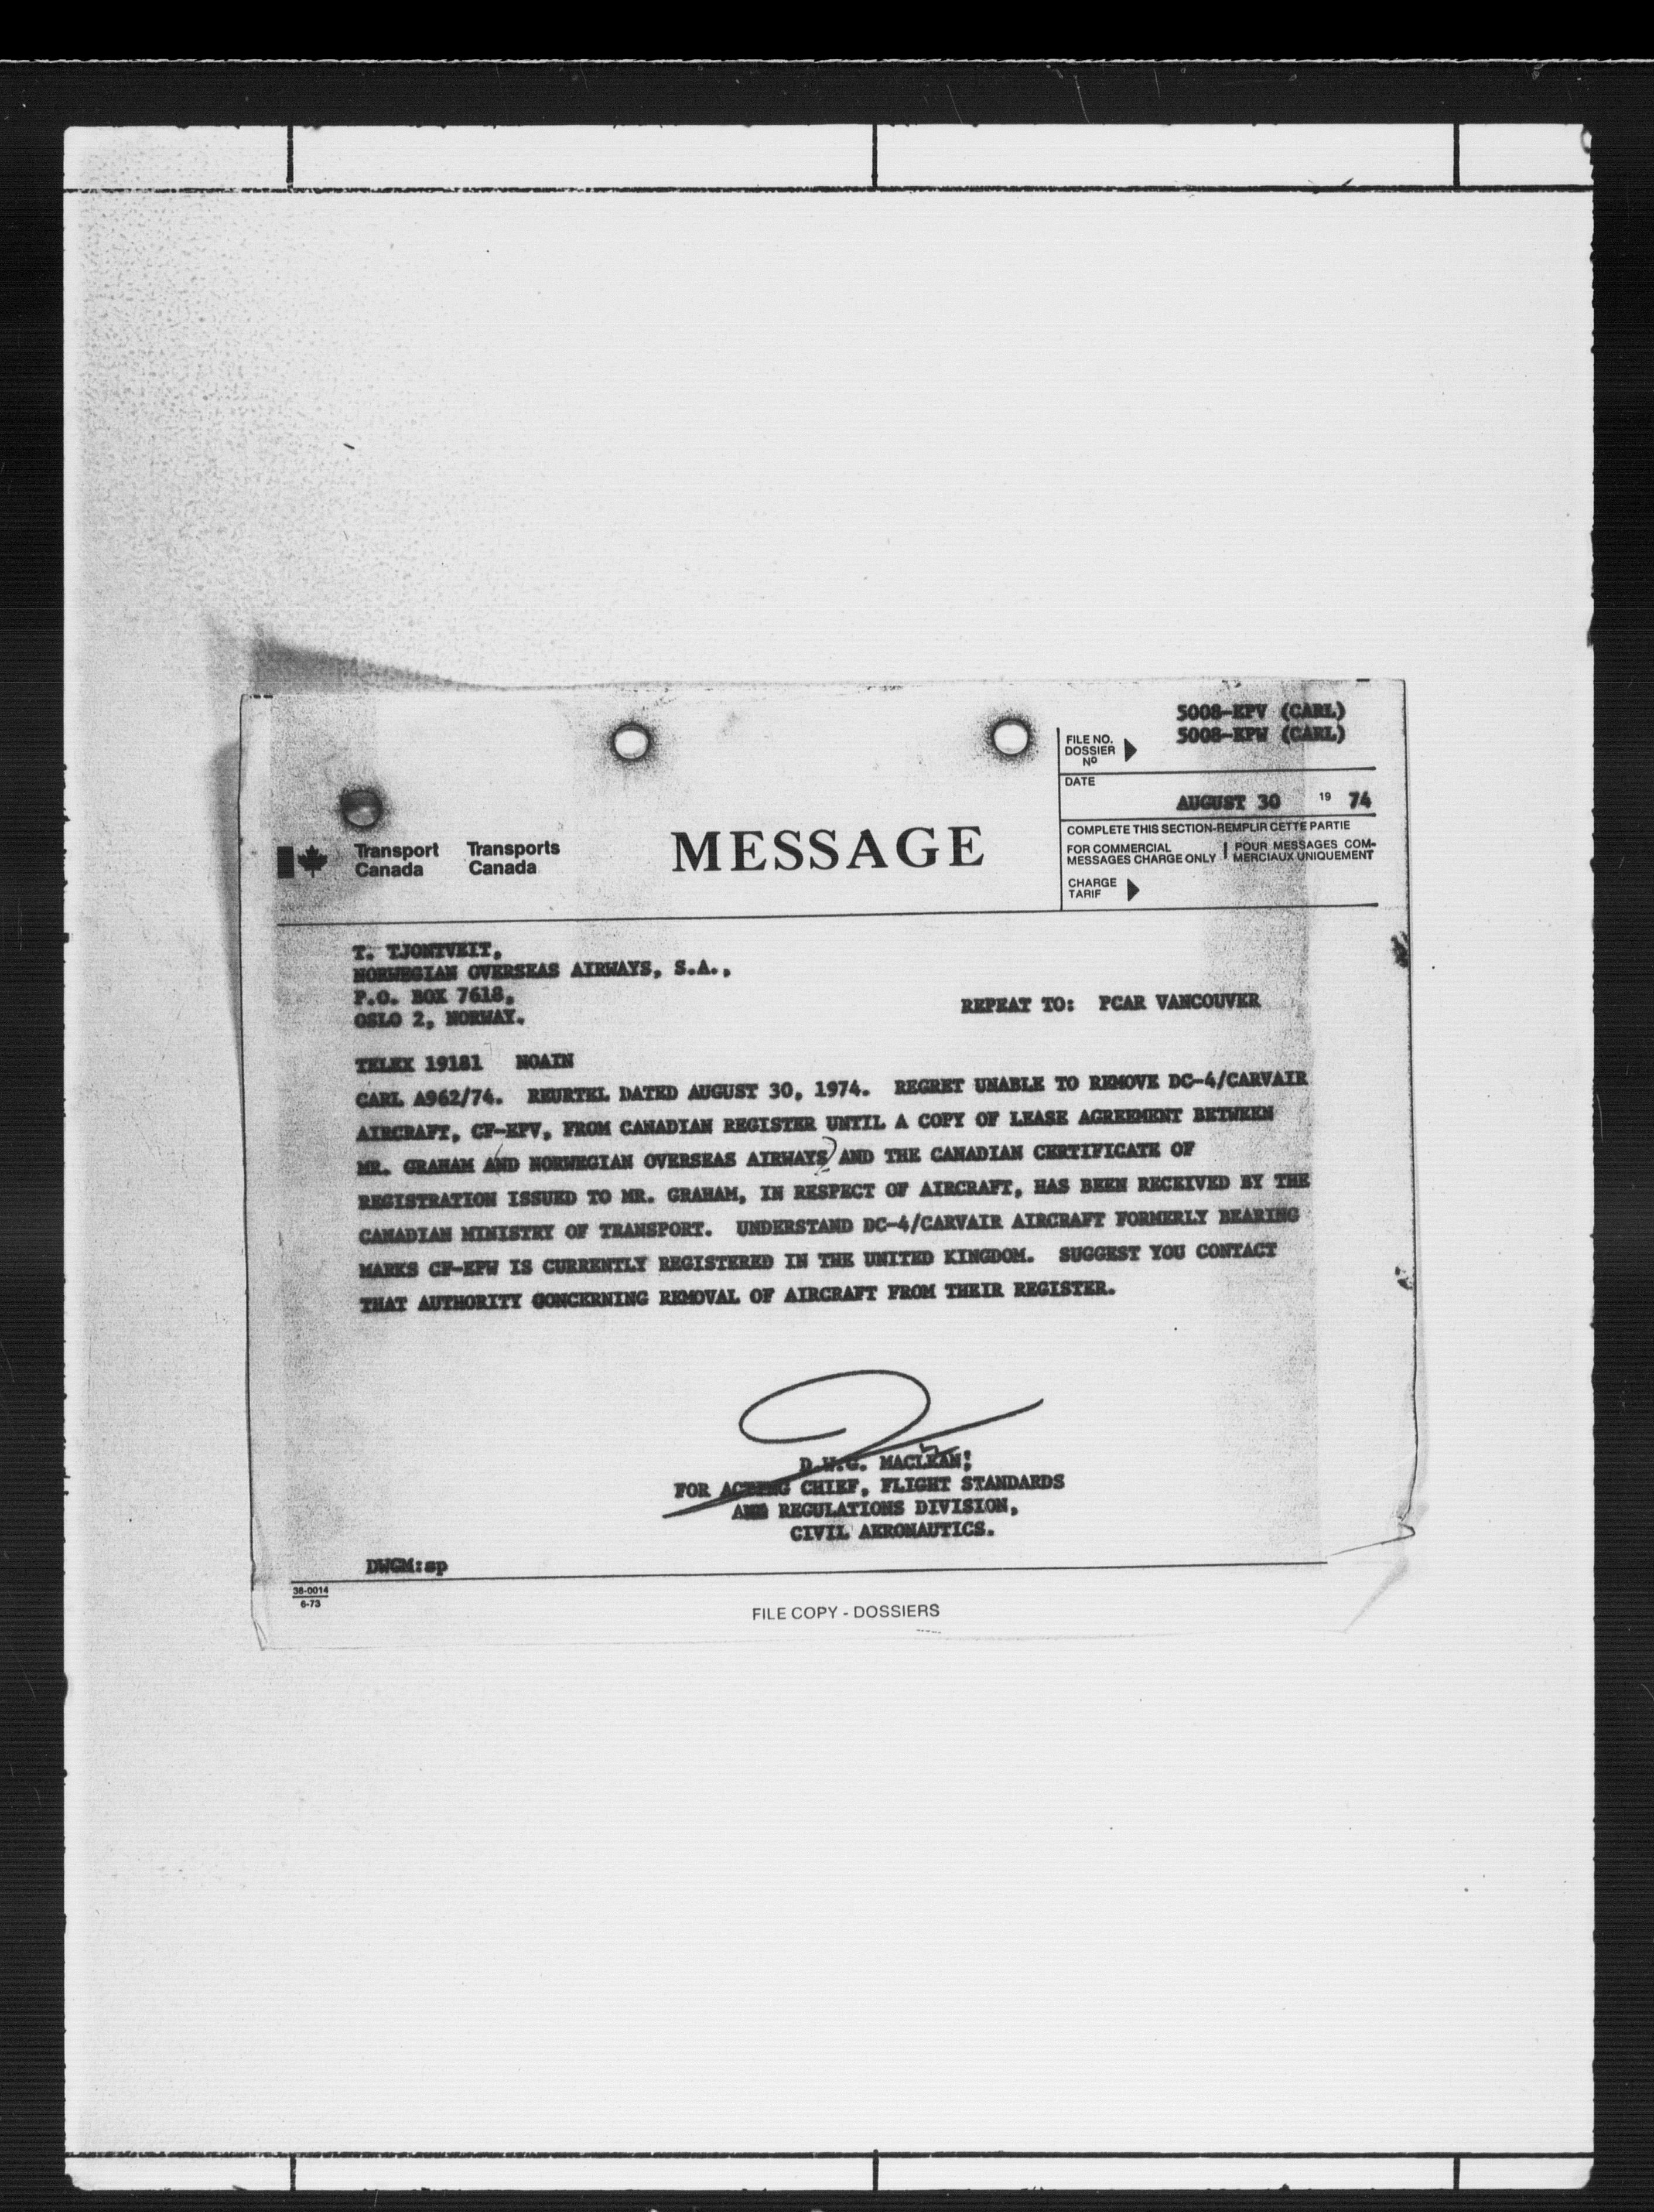 5008-EPV (CARL)
5008-EPW (CARL)
FILE NO.
DOSSIER
Nº
DATE
AUGUST 30 19 74
COMPLETE THIS SECTION-REMPLIR CETTE PARTIE
FOR COMMERCIAL
MESSAGES CHARGE ONLY
POUR MESSAGES COM-
MERCIAUX UNIQUEMENT
CHARGE
TARIF
Transport
Canada
Transports
Canada
MESSAGE
T. TJONTVEIT,
NORWEGIAN OVERSEAS AIRWAYS, S.A.,
P.O. BOX 7618,
OSLO 2, NORWAY.
REPEAT TO: PCAR VANCOUVER
TELEX 19181 NOAIN
CARL A962/74. REURTEL DATED AUGUST 30, 1974. REGRET UNABLE TO REMOVE DC-4/CARVAIR
AIRCRAFT, CF-EPV, FROM CANADIAN REGISTER UNTIL A COPY OF LEASE AGREEMENT BETWEEN
MR. GRAHAM AND NORWEGIAN OVERSEAS AIRWAYS AND THE CANADIAN CERTIFICATE OF
REGISTRATION ISSUED TO MR. GRAHAM, IN RESPECT OF AIRCRAFT, HAS BEEN RECEIVED BY THE
CANADIAN MINISTRY OF TRANSPORT. UNDERSTAND DC-4/CARVAIR AIRCRAFT FORMERLY BEARING
MARKS CF-EPW IS CURRENTLY REGISTERED IN THE UNITED KINGDOM. SUGGEST YOU CONTACT
THAT AUTHORITY CONCERNING REMOVAL OF AIRCRAFT FROM THEIR REGISTER.
D.W.G. MACLEAN,
FOR ACTING CHIEF, FLIGHT STANDARDS
AND REGULATIONS DIVISION,
CIVIL AERONAUTICS.
DWGM:sp
36-0014
6-73
FILE COPY - DOSSIERS